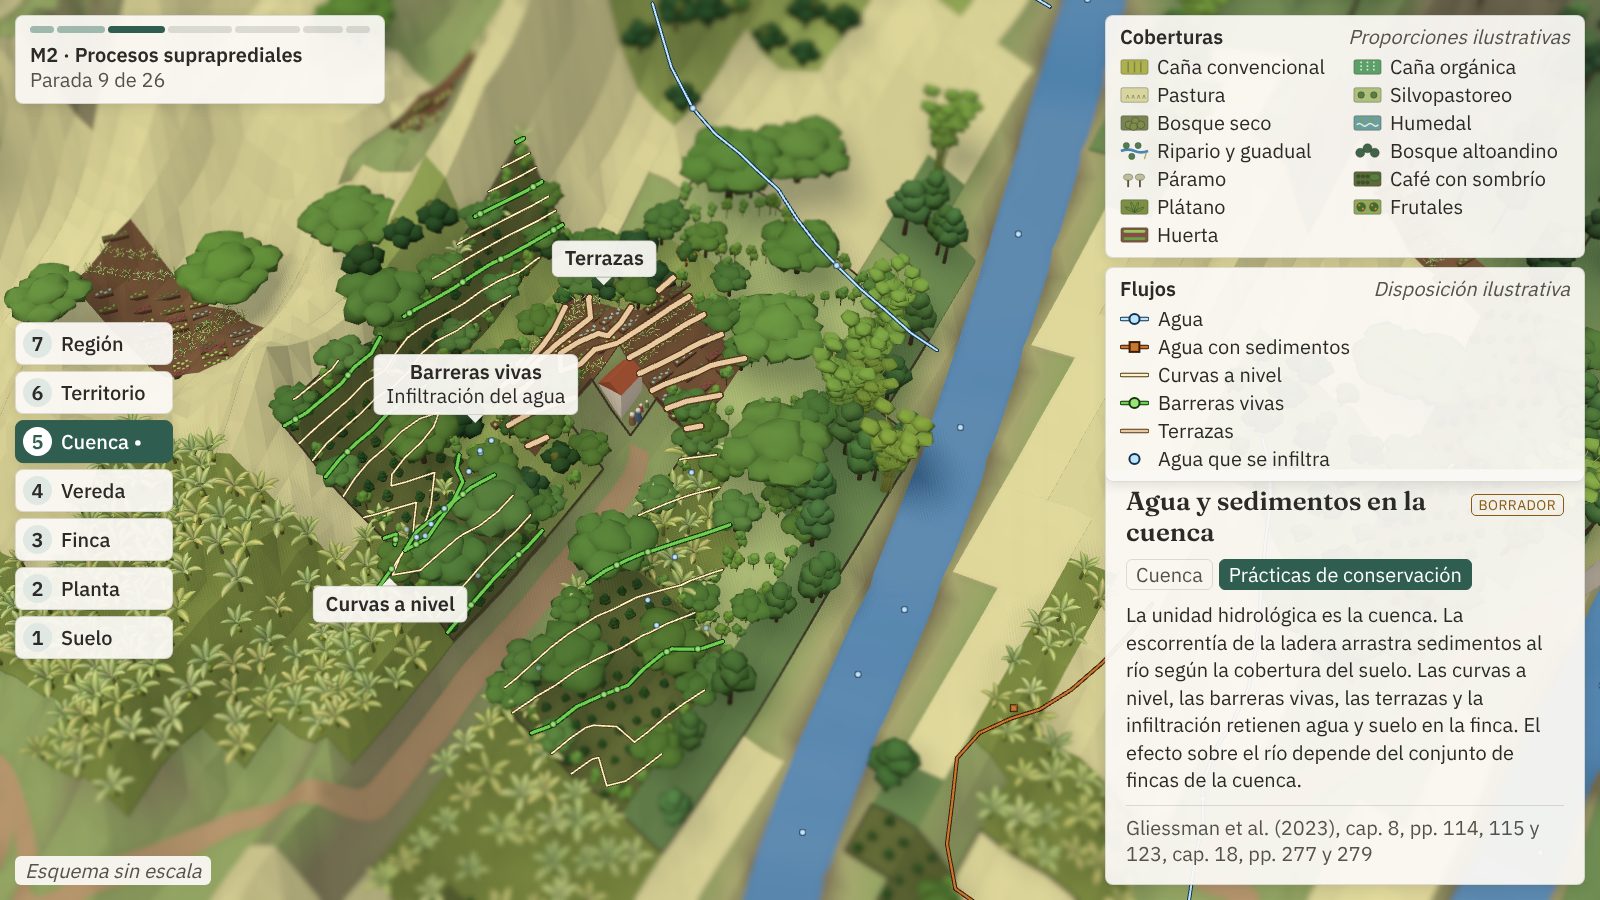 M2 · Procesos supraprediales
Parada 9 de 26
7 Región
6 Territorio
5 Cuenca •
4 Vereda
3 Finca
2 Planta
1 Suelo
Terrazas
Barreras vivas
Infiltración del agua
Curvas a nivel
Esquema sin escala
Coberturas Proporciones ilustrativas
Caña convencional Caña orgánica
Pastura Silvopastoreo
Bosque seco Humedal
Ripario y guadual Bosque altoandino
Páramo Café con sombrío
Plátano Frutales
Huerta
Flujos Disposición ilustrativa
Agua
Agua con sedimentos
Curvas a nivel
Barreras vivas
Terrazas
Agua que se infiltra
Agua y sedimentos en la
cuenca
BORRADOR
Cuenca Prácticas de conservación
La unidad hidrológica es la cuenca. La
escorrentía de la ladera arrastra sedimentos al
río según la cobertura del suelo. Las curvas a
nivel, las barreras vivas, las terrazas y la
infiltración retienen agua y suelo en la finca. El
efecto sobre el río depende del conjunto de
fincas de la cuenca.
Gliessman et al. (2023), cap. 8, pp. 114, 115 y
123, cap. 18, pp. 277 y 279